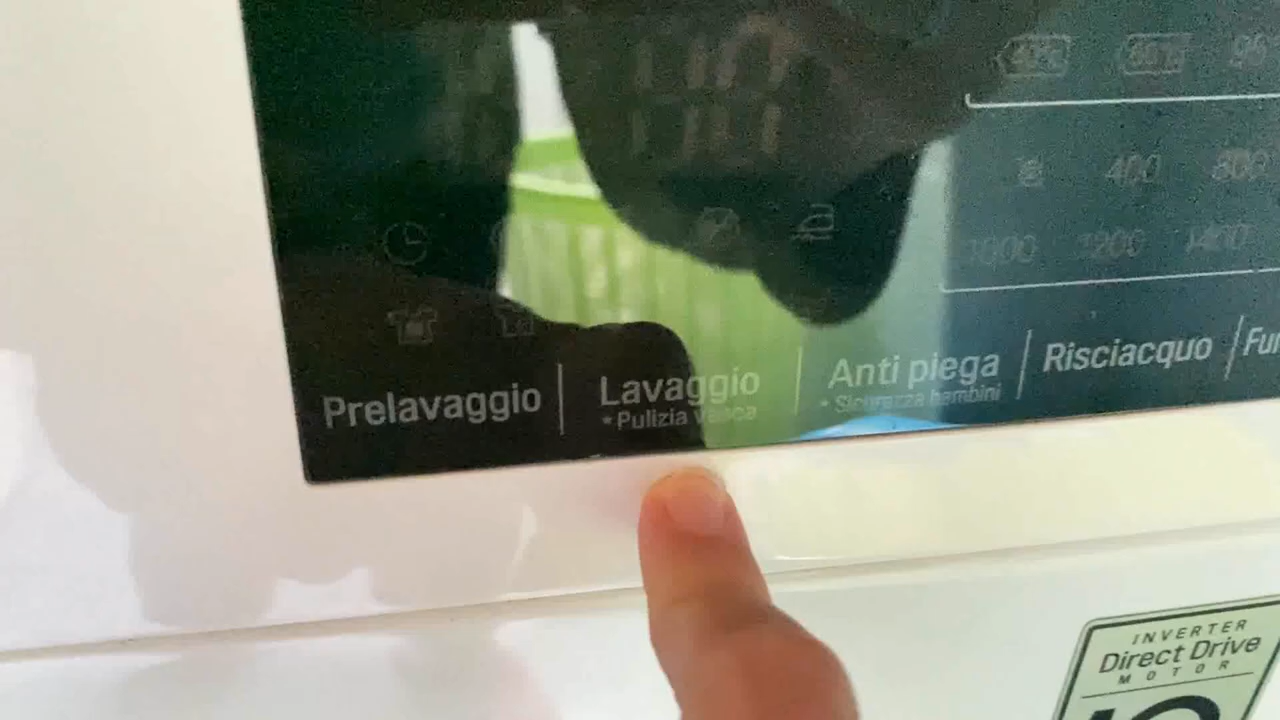 400 800
1000 1200 1400
Prelavaggio
Lavaggio
* Pulizia vasca
Anti piega
* Sicurezza bambini
Risciacquo
INVERTER
Direct Drive
MOTOR